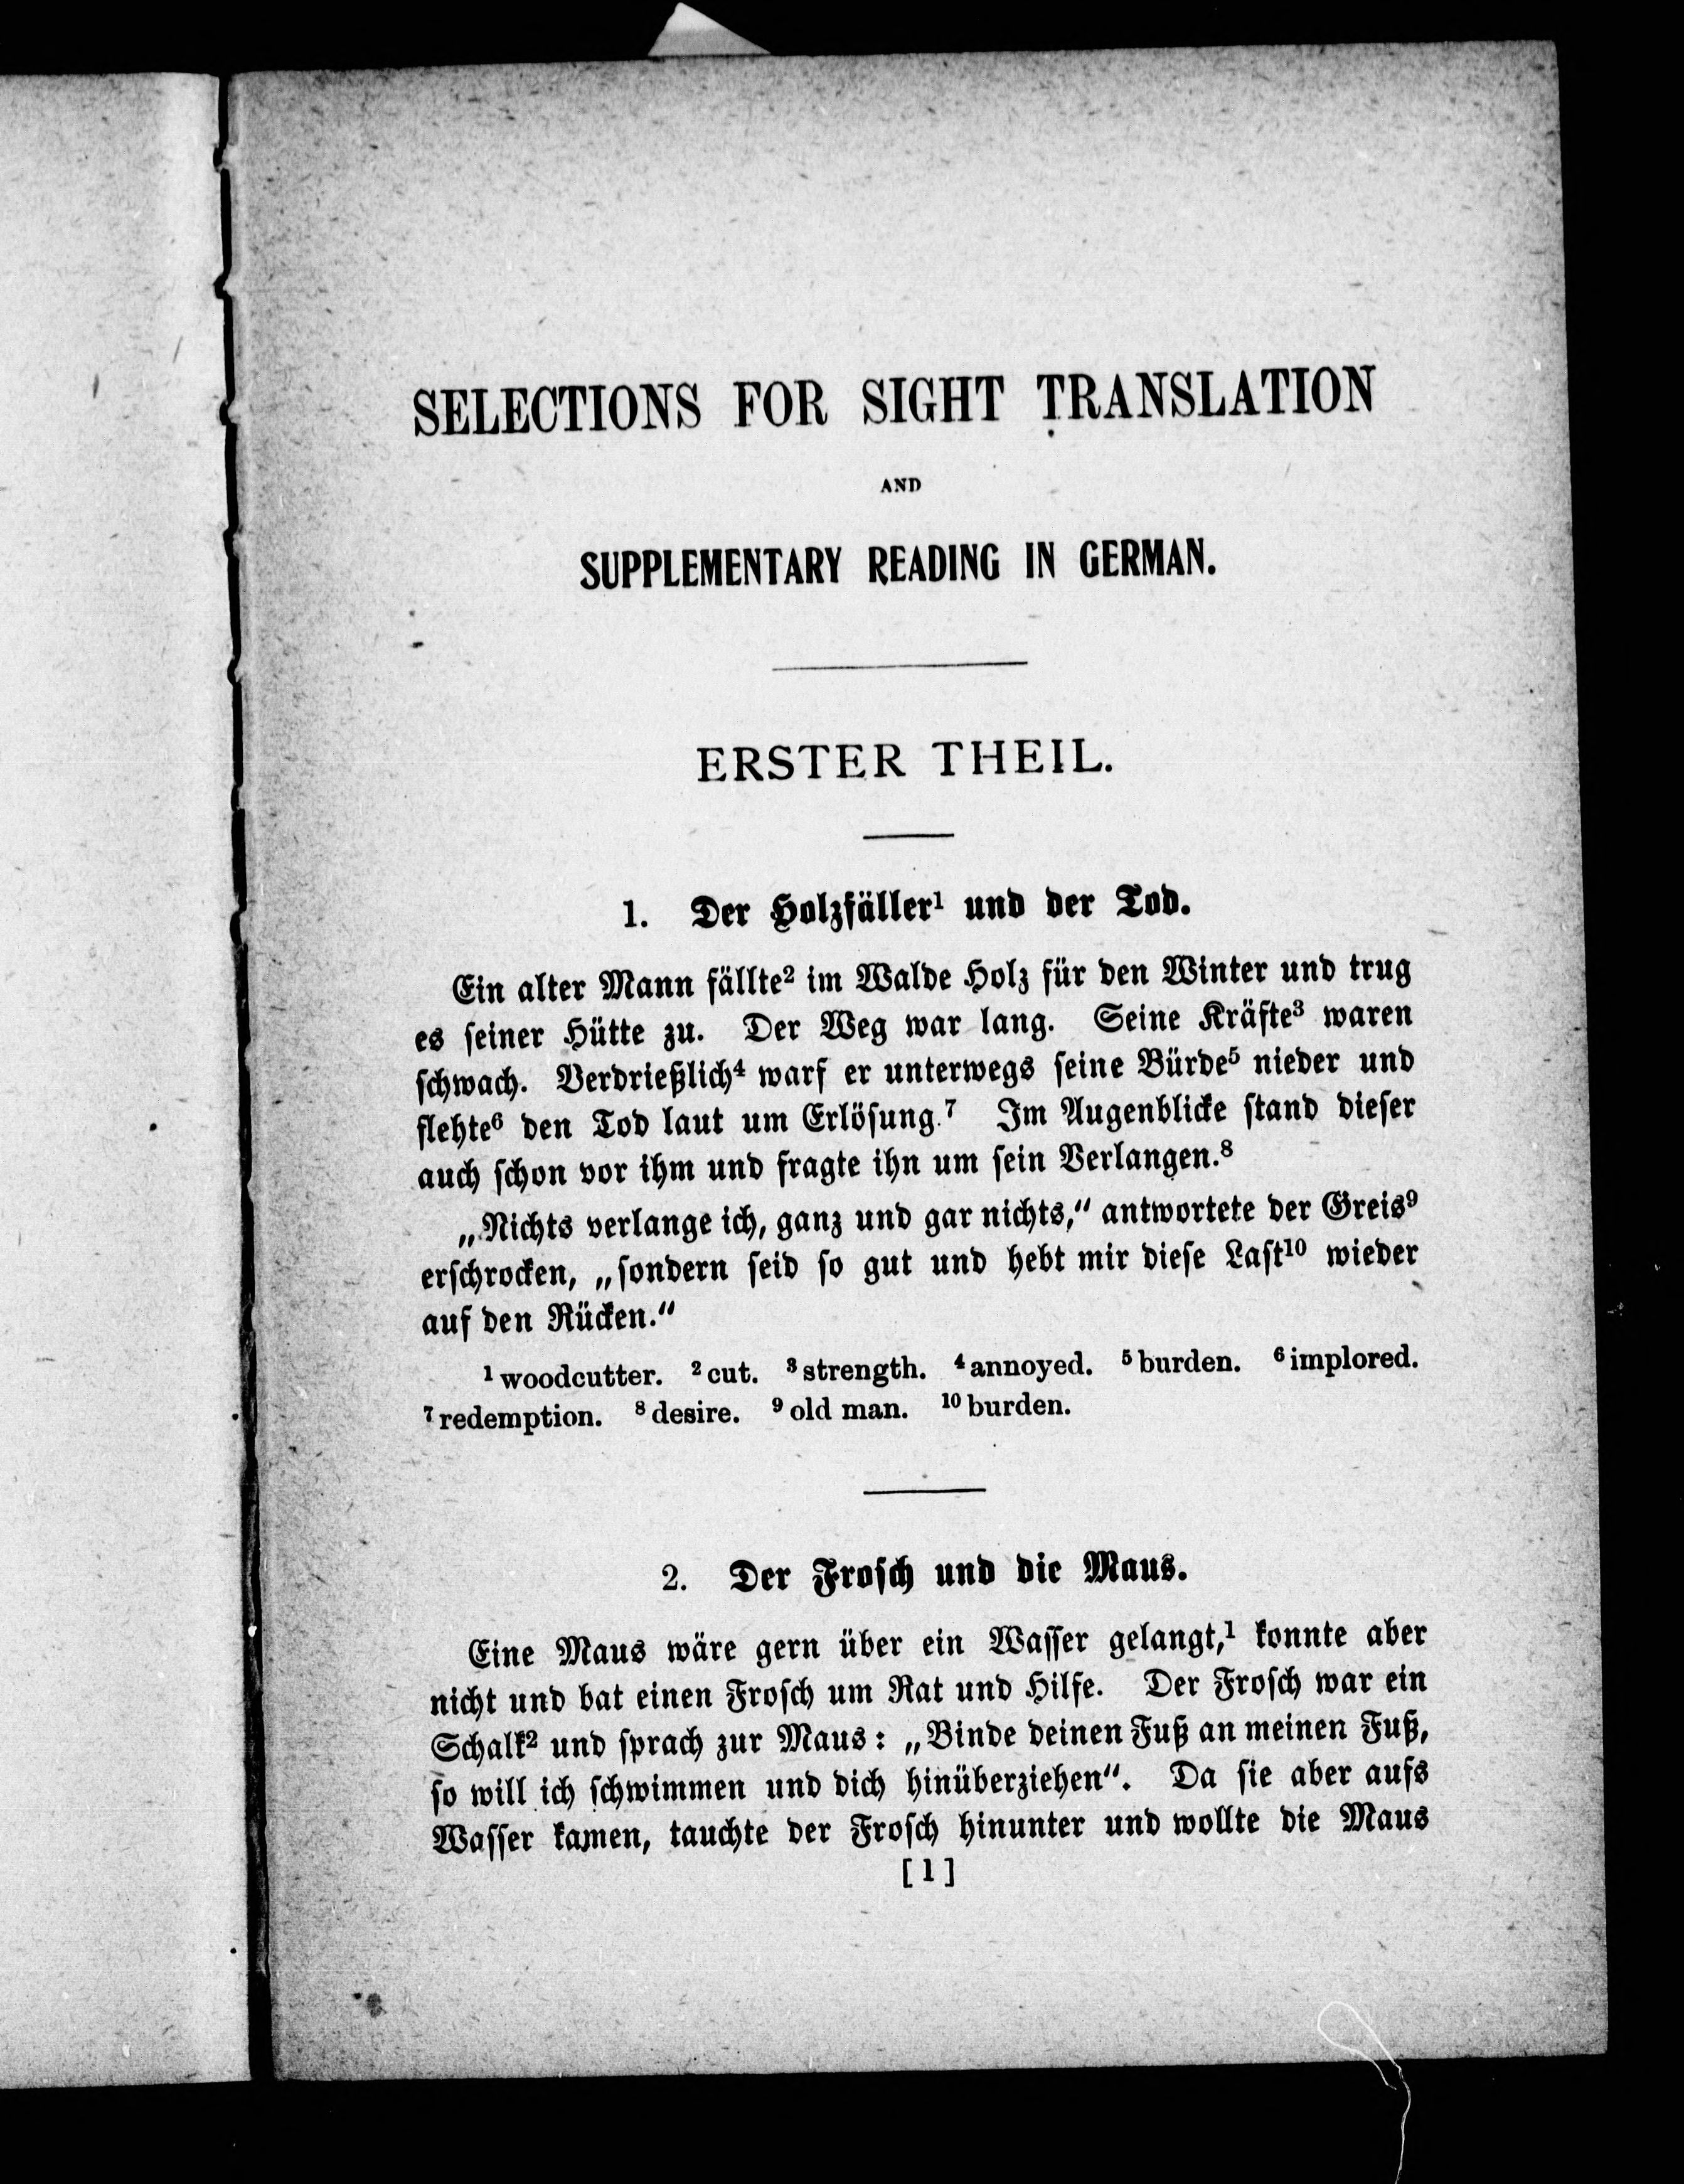 SELECTIONS FOR SIGHT TRANSLATION
AND
SUPPLEMENTARY READING IN GERMAN.
ERSTER THEIL.
1. Der Holzfäller¹ und der Tod.
Ein alter Mann fällte² im Walde Holz für den Winter und trug
es seiner Hütte zu. Der Weg war lang. Seine Kräfte³ waren
schwach. Verdrießlich⁴ warf er unterwegs seine Bürde⁵ nieder und
flehte⁶ den Tod laut um Erlösung.⁷ Im Augenblicke stand dieser
auch schon vor ihm und fragte ihn um sein Verlangen.⁸
„Nichts verlange ich, ganz und gar nichts,“ antwortete der Greis⁹
erschrocken, „sondern seid so gut und hebt mir diese Last¹⁰ wieder
auf den Rücken.“
¹ woodcutter. ² cut. ³ strength. ⁴ annoyed. ⁵ burden. ⁶ implored.
⁷ redemption. ⁸ desire. ⁹ old man. ¹⁰ burden.
2. Der Frosch und die Maus.
Eine Maus wäre gern über ein Wasser gelangt,¹ konnte aber
nicht und bat einen Frosch um Rat und Hilfe. Der Frosch war ein
Schalk² und sprach zur Maus: „Binde deinen Fuß an meinen Fuß,
so will ich schwimmen und dich hinüberziehen“. Da sie aber aufs
Wasser kamen, tauchte der Frosch hinunter und wollte die Maus
[1]